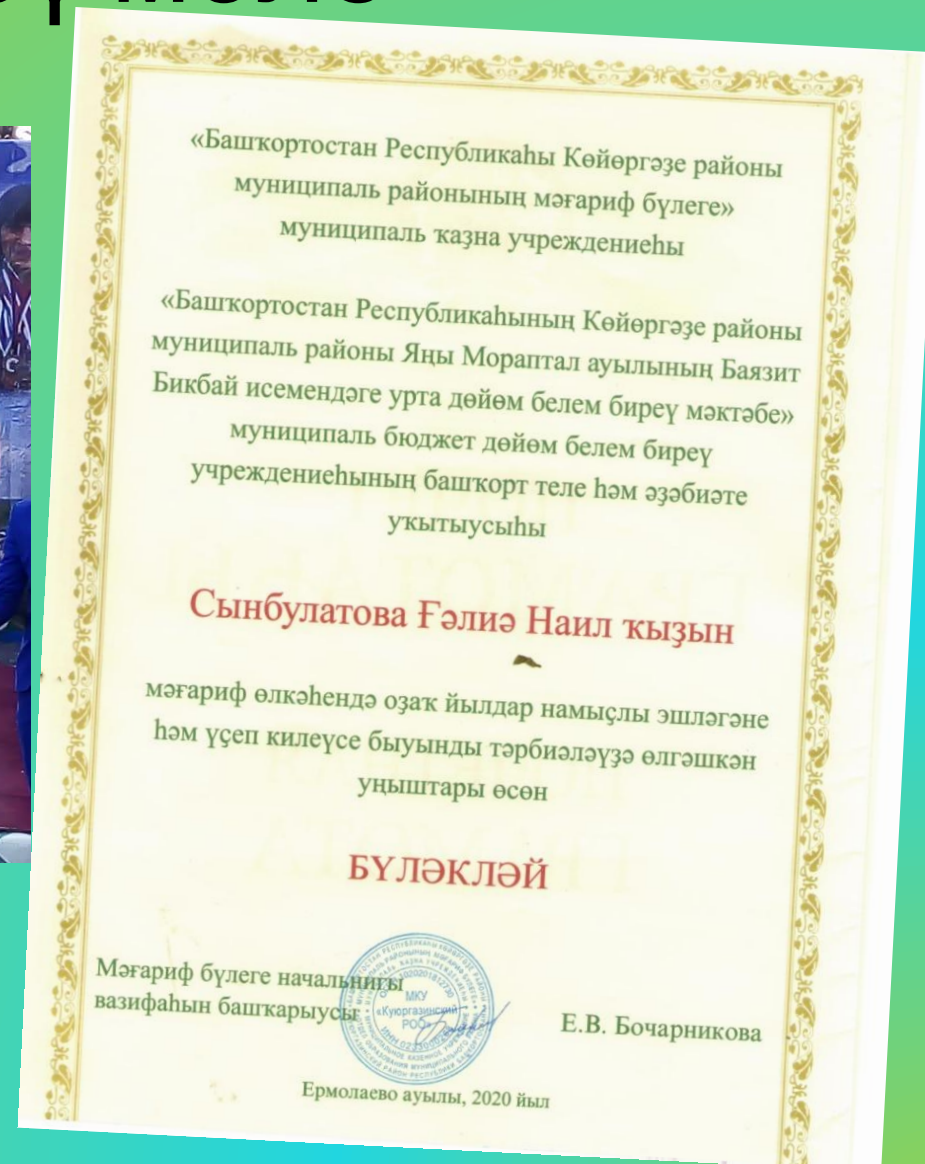 «Башҡортостан Республикаһы Көйөргәҙе районы
муниципаль районының мәғариф бүлеге»
муниципаль ҡаҙна учреждениеһы
«Башҡортостан Республикаһының Көйөргәҙе районы
муниципаль районы Яңы Мораптал ауылының Баязит
Бикбай исемендәге урта дөйөм белем биреү мәктәбе»
муниципаль бюджет дөйөм белем биреү
учреждениеһының башҡорт теле һәм әҙәбиәте
уҡытыусыһы
Сынбулатова Ғәлиә Наил ҡыҙын
мәғариф өлкәһендә оҙаҡ йылдар намыҫлы эшләгәне
һәм үҫеп килеүсе быуынды тәрбиәләүҙә өлгәшкән
уңыштары өсөн
БҮЛӘКЛӘЙ
Мәғариф бүлеге начальнигы
вазифаһын башҡарыусы
МКУ
«Куюргазинский
РОО»
Е.В. Бочарникова
Ермолаево ауылы, 2020 йыл